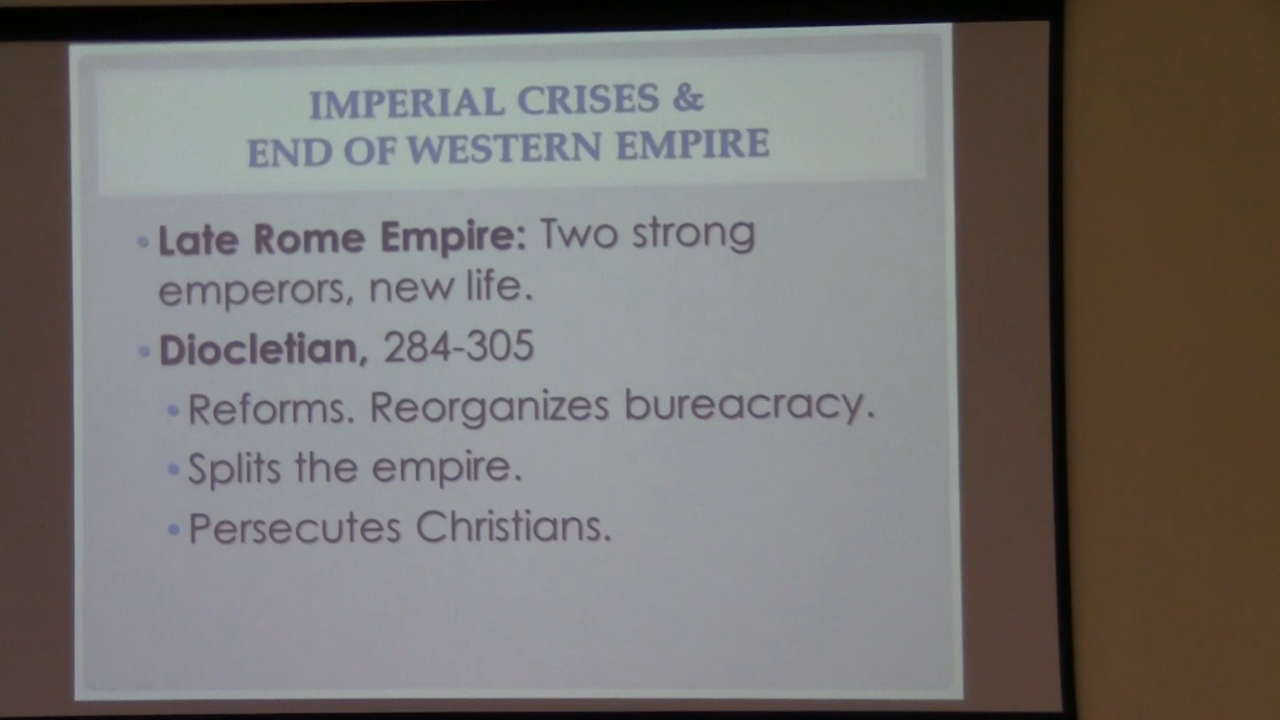 IMPERIAL CRISES &
END OF WESTERN EMPIRE
• Late Rome Empire: Two strong
emperors, new life.
• Diocletian, 284-305
• Reforms. Reorganizes bureacracy.
• Splits the empire.
• Persecutes Christians.